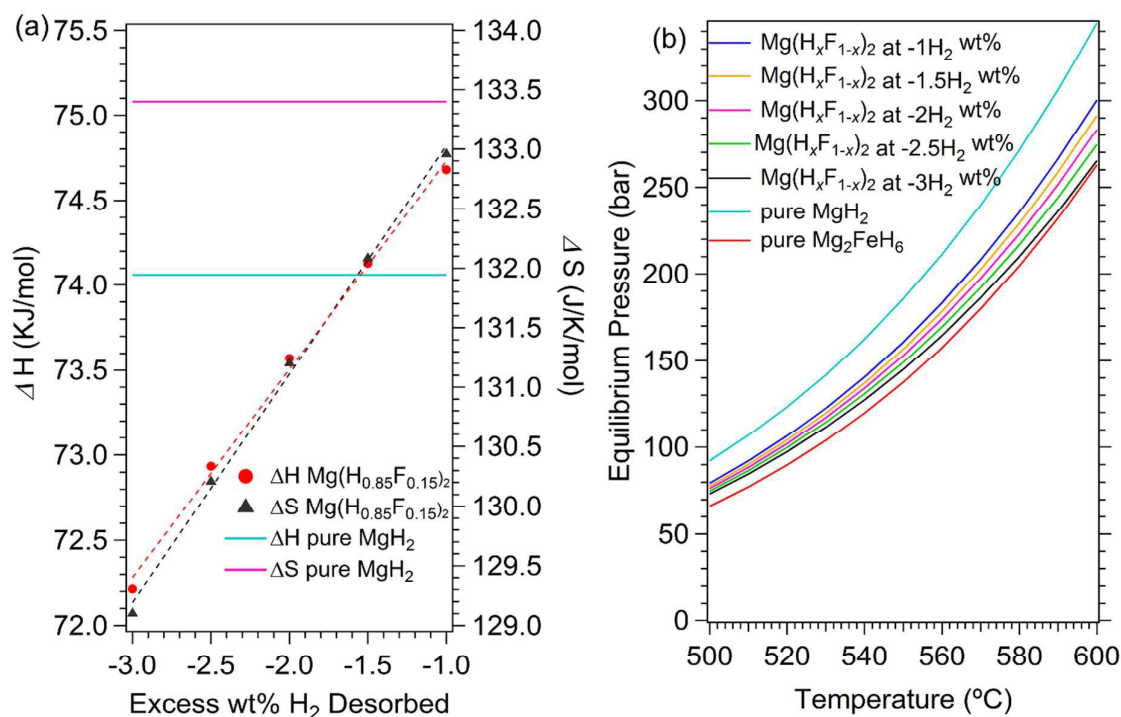 (a)
75.5
75.0
74.5
74.0
73.5
73.0
72.5
72.0
Δ H (KJ/mol)
134.0
133.5
133.0
132.5
132.0
131.5
131.0
130.5
130.0
129.5
129.0
ΔS (J/K/mol)
ΔH Mg(H0.85F0.15)2
ΔS Mg(H0.85F0.15)2
ΔH pure MgH2
ΔS pure MgH2
-3.0 -2.5 -2.0 -1.5 -1.0
Excess wt% H2 Desorbed
(b)
Mg(HxF1-x)2 at -1H2 wt%
Mg(HxF1-x)2 at -1.5H2 wt%
Mg(HxF1-x)2 at -2H2 wt%
Mg(HxF1-x)2 at -2.5H2 wt%
Mg(HxF1-x)2 at -3H2 wt%
pure MgH2
pure Mg2FeH6
300
250
200
150
100
50
0
Equilibrium Pressure (bar)
500 520 540 560 580 600
Temperature (ºC)